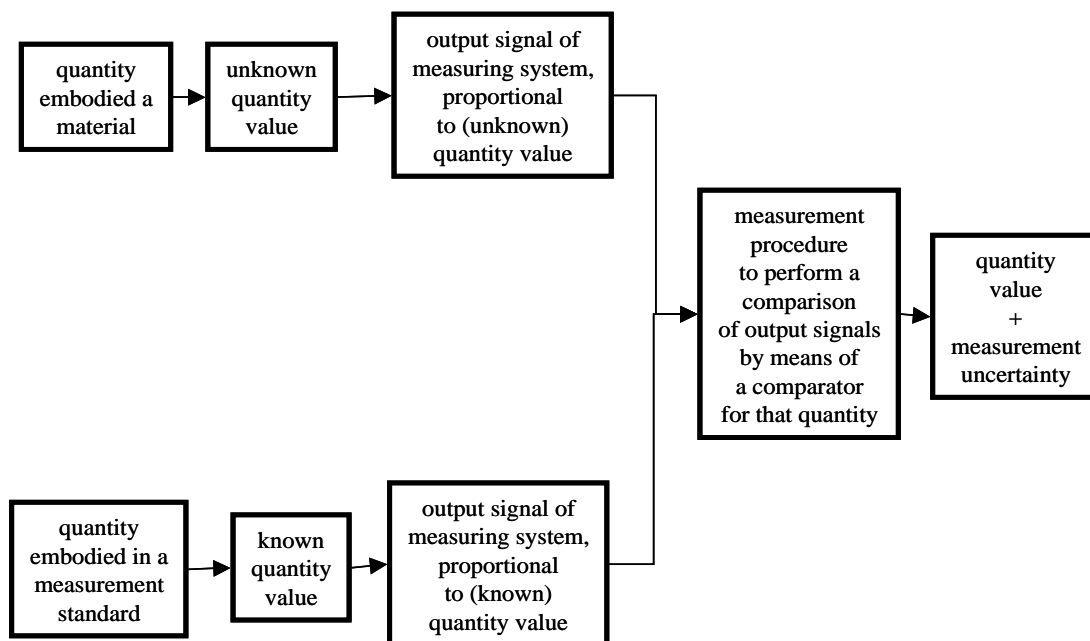 quantity
embodied a
material
unknown
quantity
value
output signal of
measuring system,
proportional
to (unknown)
quantity value
measurement
procedure
to perform a
comparison
of output signals
by means of
a comparator
for that quantity
quantity
value
+
measurement
uncertainty
quantity
embodied in a
measurement
standard
known
quantity
value
output signal of
measuring system,
proportional
to (known)
quantity value